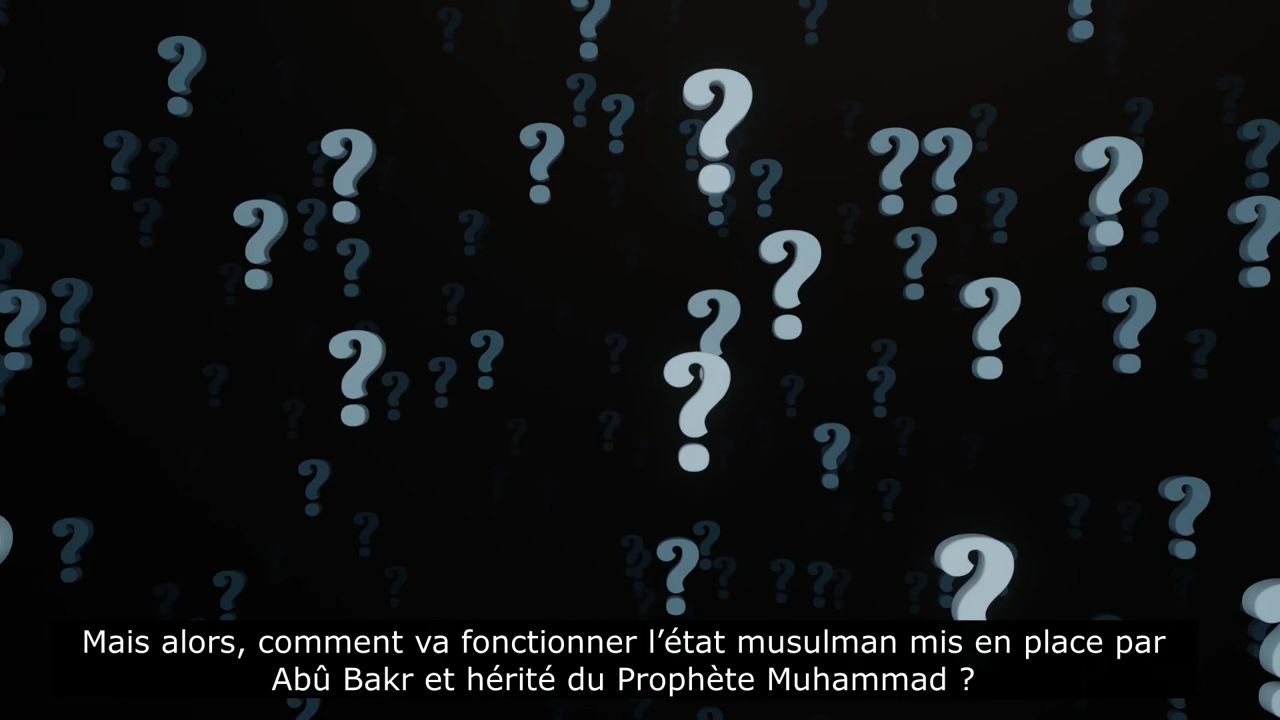 Mais alors, comment va fonctionner l’état musulman mis en place par
Abû Bakr et hérité du Prophète Muhammad ?